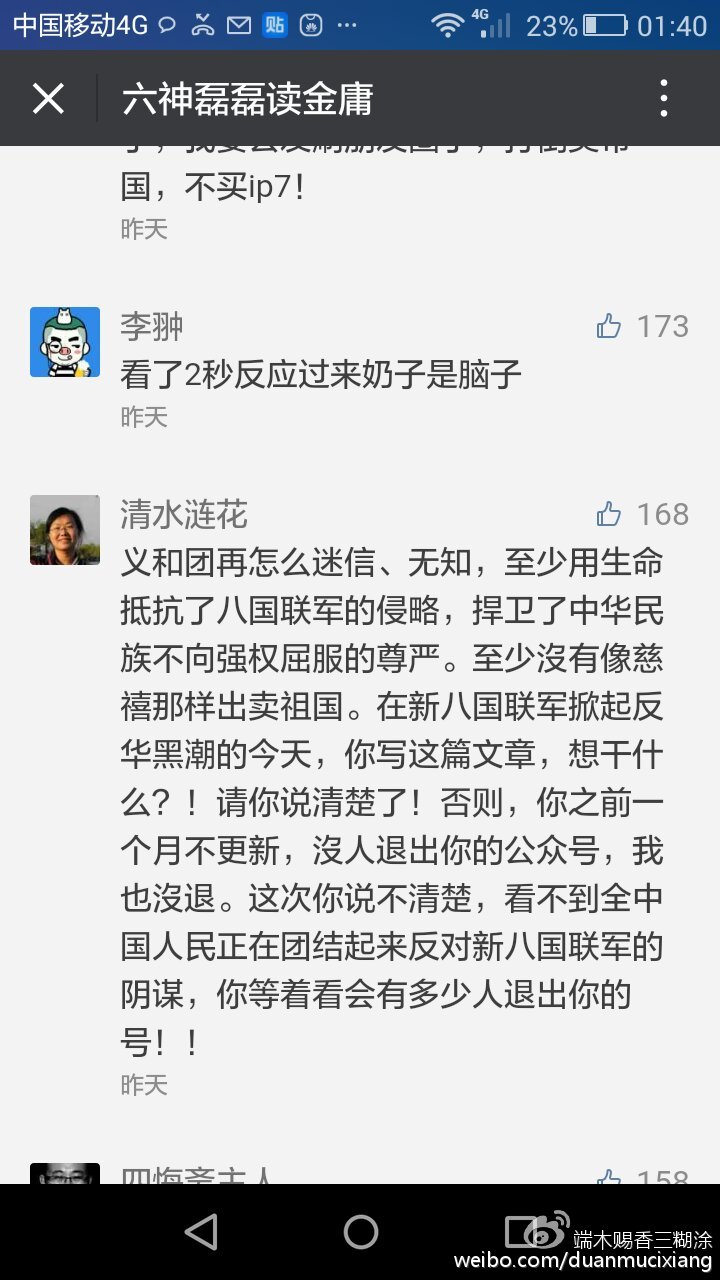 中国移动4G
4G
23%
01:40
六神磊磊读金庸
国，不买ip7！
昨天
李翀
173
看了2秒反应过来奶子是脑子
昨天
清水涟花
168
义和团再怎么迷信、无知，至少用生命
抵抗了八国联军的侵略，捍卫了中华民
族不向强权屈服的尊严。至少沒有像慈
禧那样出卖祖国。在新八国联军掀起反
华黑潮的今天，你写这篇文章，想干什
么？！请你说清楚了！否则，你之前一
个月不更新，沒人退出你的公众号，我
也沒退。这次你说不清楚，看不到全中
国人民正在团结起来反对新八国联军的
阴谋，你等着看会有多少人退出你的
号！！
昨天
四悔斋主人
158
端木赐香三糊涂
weibo.com/duanmucixiang